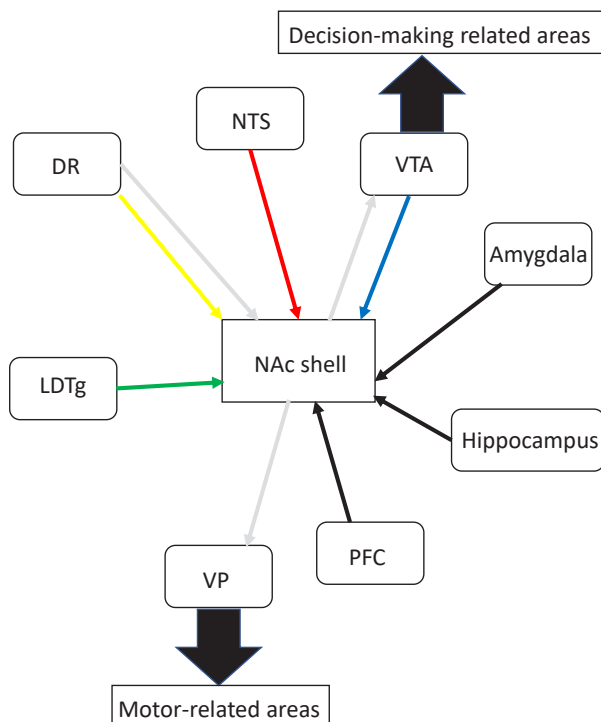 Decision-making related areas
NTS
VTA
DR
Amygdala
NAc shell
LDTg
Hippocampus
PFC
VP
Motor-related areas